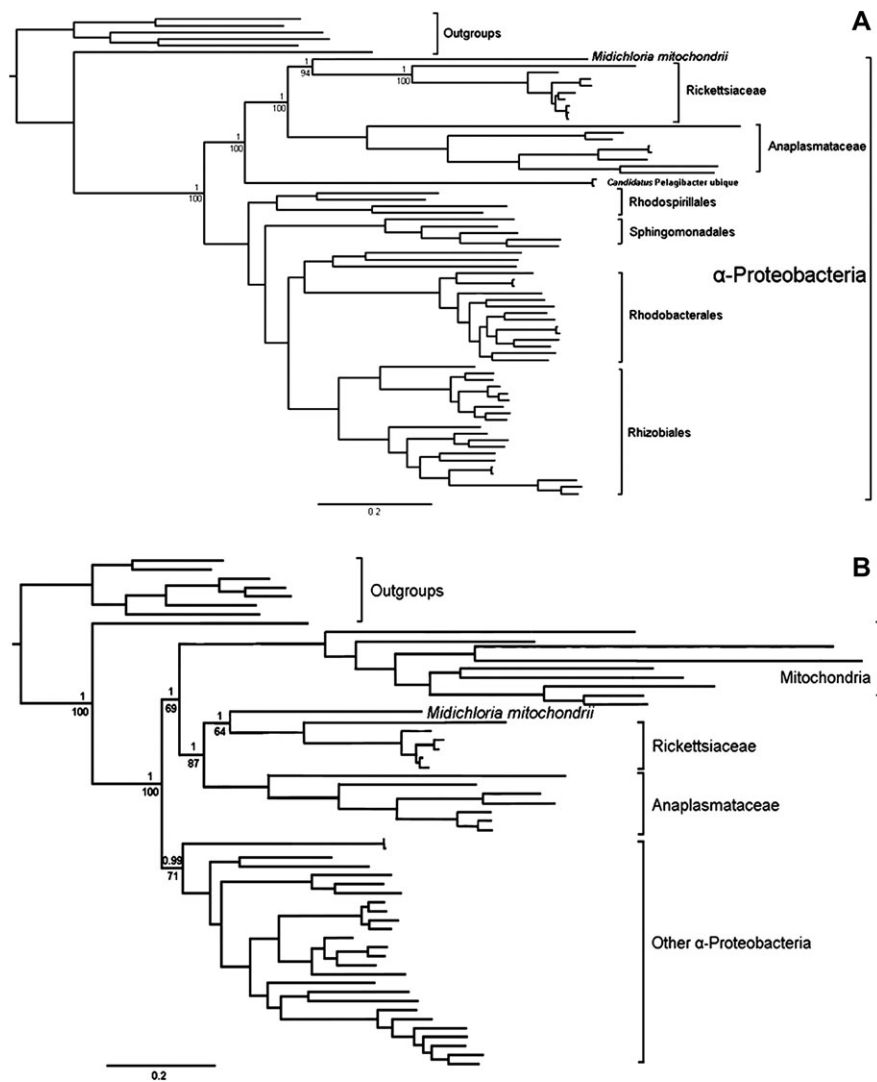 A
Outgroups
1
94
Midichloria mitochondrii
1
100
Rickettsiaceae
1
100
Anaplasmataceae
1
100
Candidatus Pelagibacter ubique
1
100
Rhodospirillales
Sphingomonadales
α-Proteobacteria
Rhodobacterales
Rhizobiales
0.2
B
Outgroups
Mitochondria
1
69
1
100
Midichloria mitochondrii
1
64
Rickettsiaceae
1
87
1
100
Anaplasmataceae
0.99
71
Other α-Proteobacteria
0.2